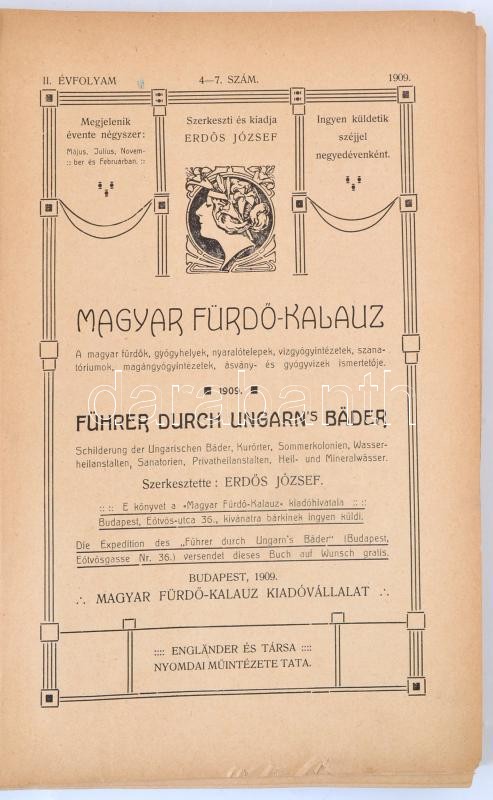 II. ÉVFOLYAM 4—7. SZÁM. 1909.
Megjelenik
évente négyszer:
Május, Julius, Novem-
:: ber és Februárban. ::
Szerkeszti és kiadja
ERDŐS JÓZSEF
Ingyen küldetik
széjjel
negyedévenként.
MAGYAR FÜRDŐ-KALAUZ
A magyar fürdők, gyógyhelyek, nyaralótelepek, vizgyógyintézetek, szana-
tóriumok, magángyógyintézetek, ásvány- és gyógyvizek ismertetője.
1909.
darabanth
FÜHRER DURCH UNGARN'S BÄDER
Schilderung der Ungarischen Bäder, Kurörter, Sommerkolonien, Wasser-
heilanstalten, Sanatorien, Privatheilanstalten, Heil- und Mineralwässer.
Szerkesztette: ERDŐS JÓZSEF.
:: :: E könyvet a «Magyar Fürdő-Kalauz» kiadóhivatala :: ::
Budapest, Eötvös-utca 36., kivánatra bárkinek ingyen küldi.
Die Expedition des „Führer durch Ungarn's Bäder" (Budapest,
Eötvösgasse Nr. 36.) versendet dieses Buch auf Wunsch gratis.
BUDAPEST, 1909.
∴ MAGYAR FÜRDŐ-KALAUZ KIADÓVÁLLALAT ∴
:::: ENGLÄNDER ÉS TÁRSA ::::
NYOMDAI MŰINTÉZETE TATA.